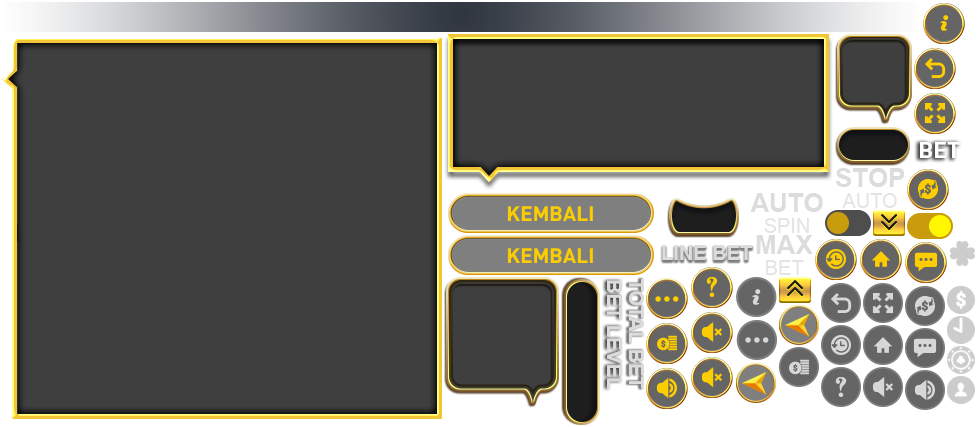 BET
STOP
AUTO
AUTO
SPIN
MAX
BET
KEMBALI
KEMBALI
LINE BET
TOTAL BET
BET LEVEL